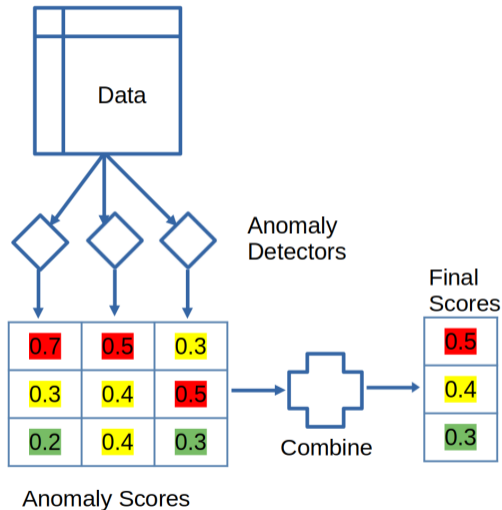 Data
Anomaly
Detectors
Final
Scores
0.7 0.5 0.3
0.5
0.3 0.4 0.5
0.4
0.2 0.4 0.3
0.3
Combine
Anomaly Scores